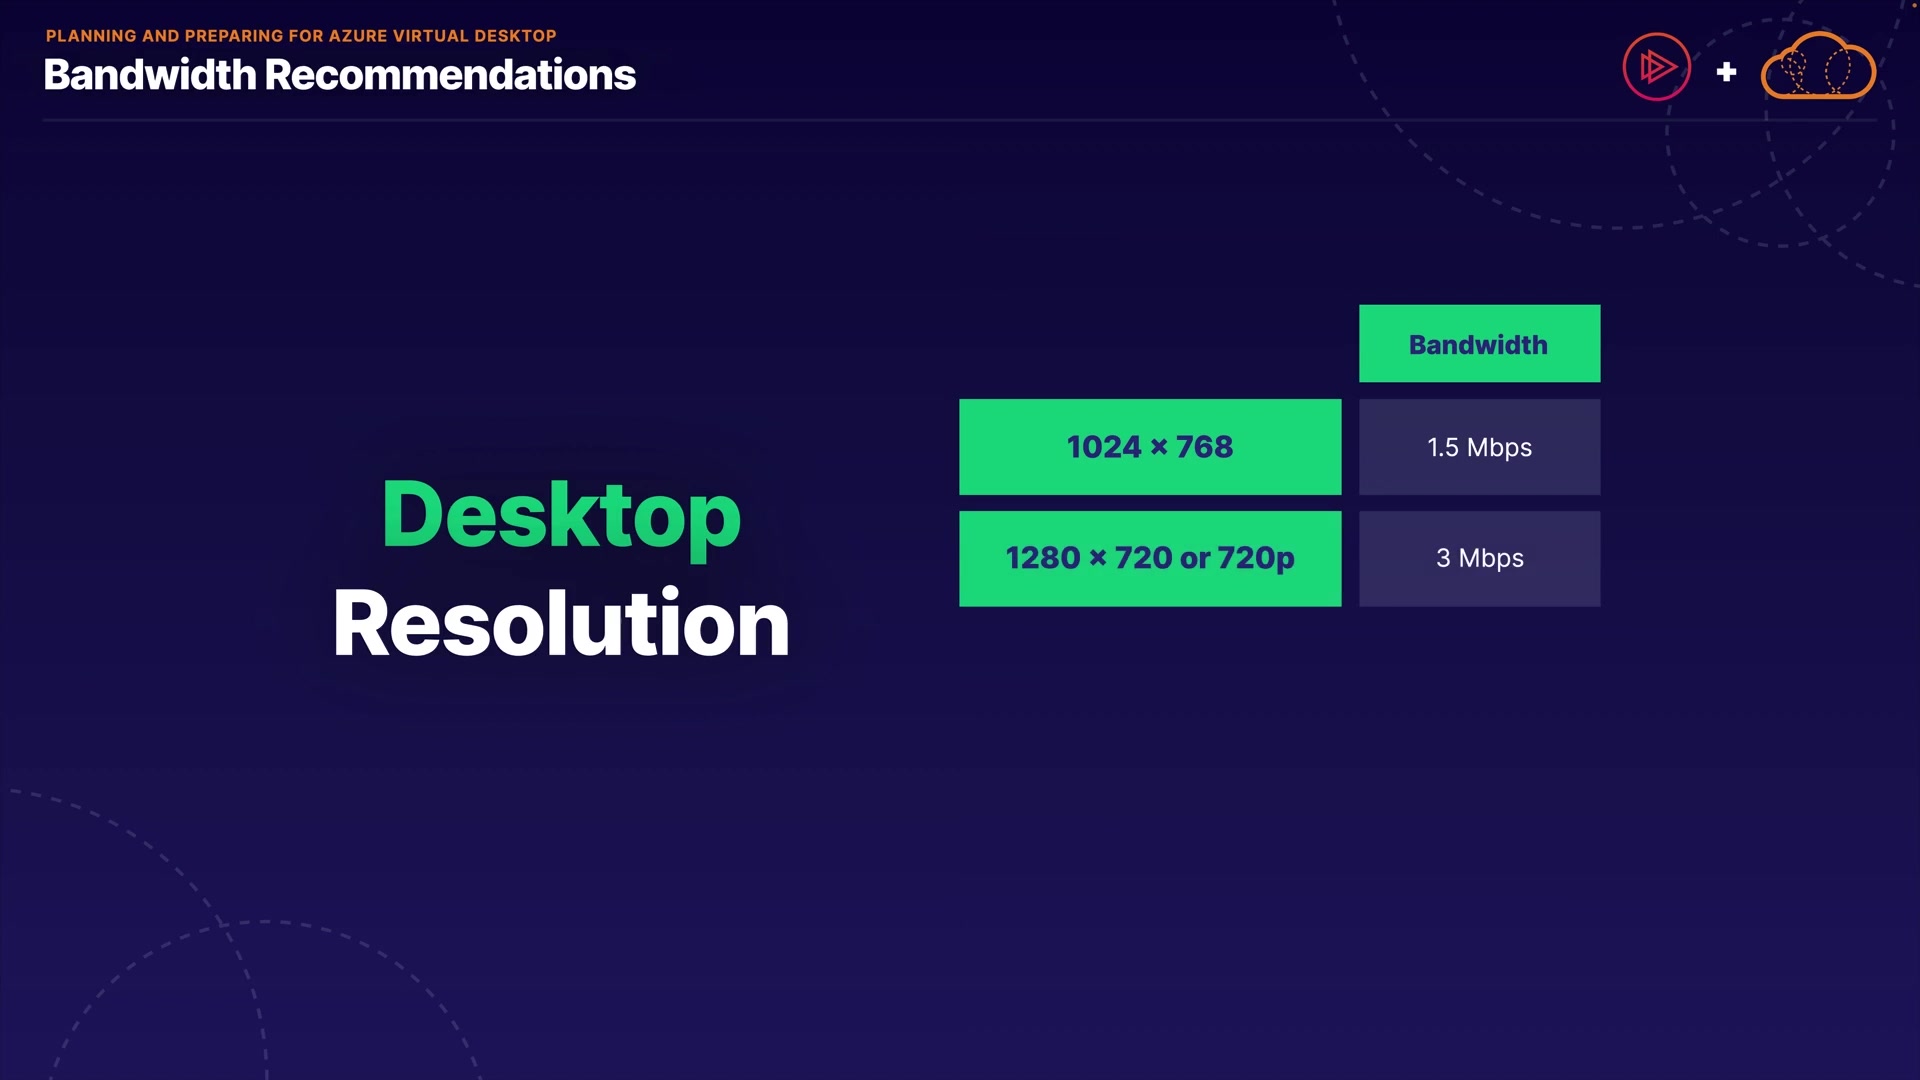 PLANNING AND PREPARING FOR AZURE VIRTUAL DESKTOP
Bandwidth Recommendations
Desktop
Resolution
Bandwidth
1024 × 768
1.5 Mbps
1280 × 720 or 720p
3 Mbps